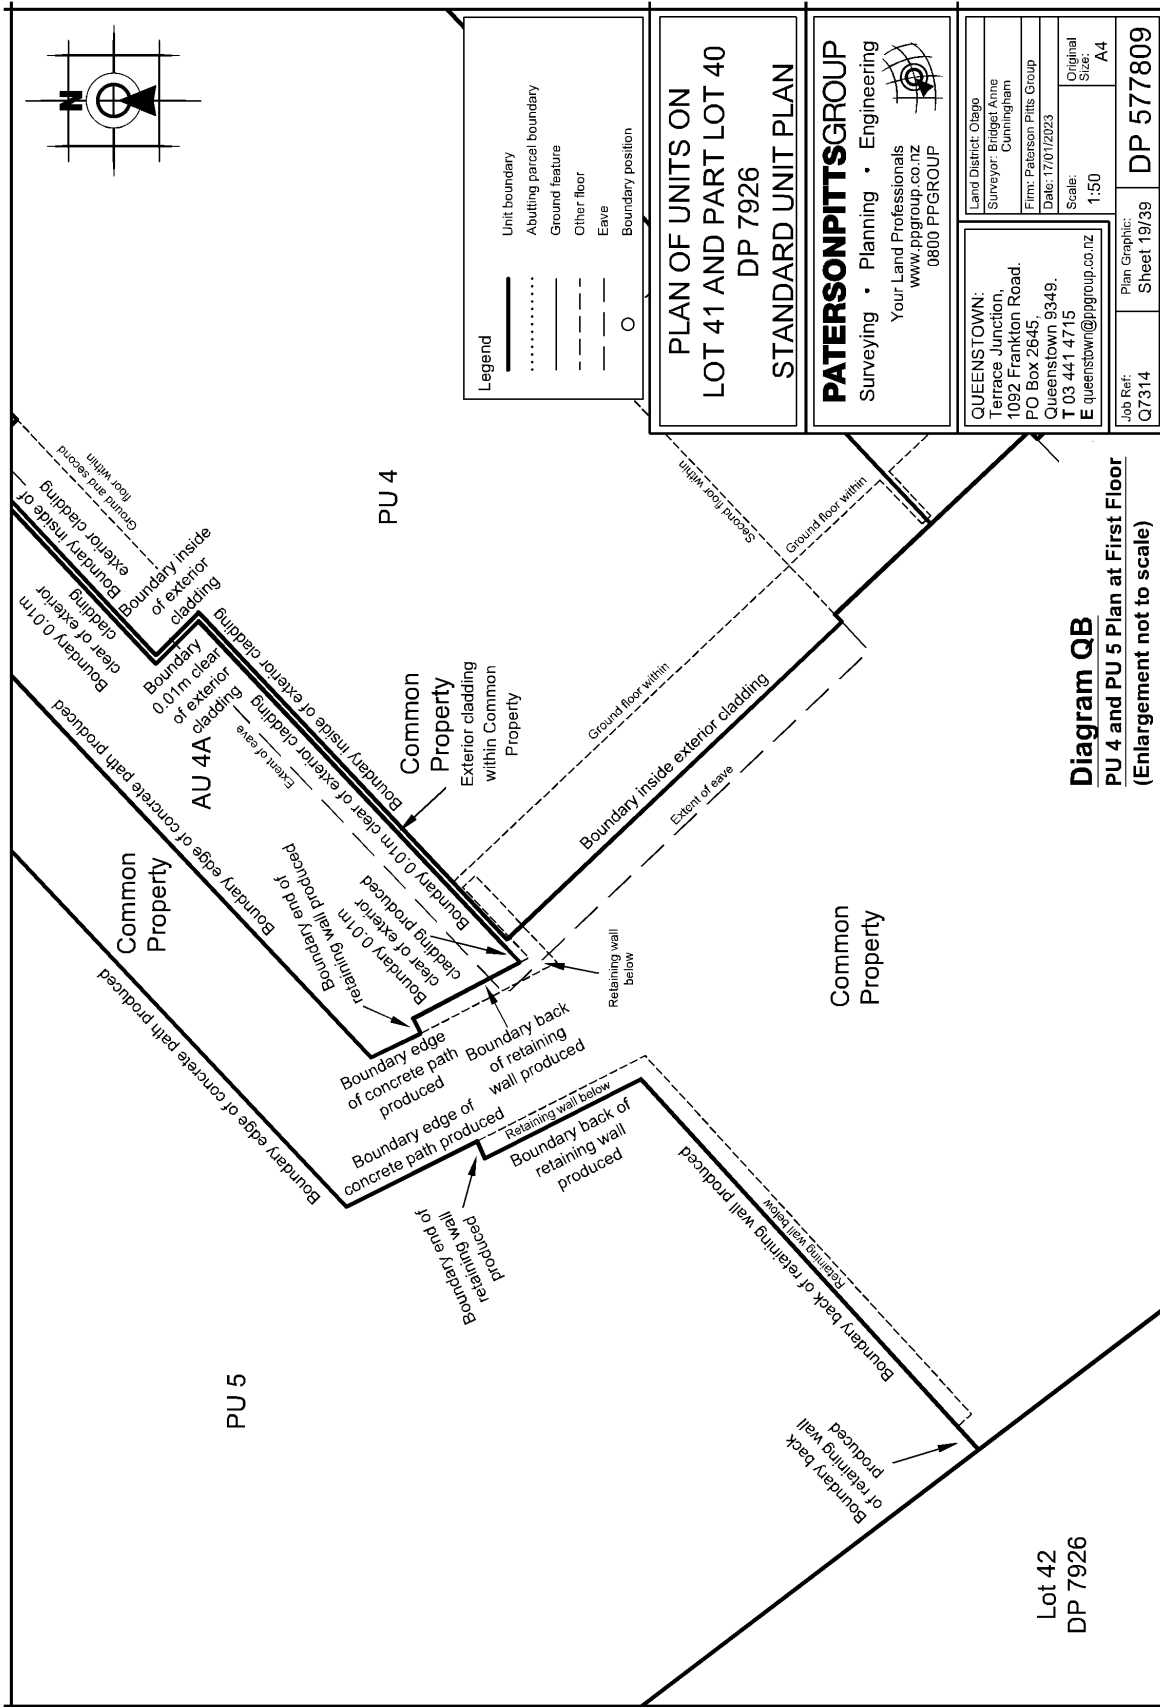 N
Legend
Unit boundary
Abutting parcel boundary
Ground feature
Other floor
Eave
Boundary position
PLAN OF UNITS ON
LOT 41 AND PART LOT 40
DP 7926
STANDARD UNIT PLAN
PATERSONPITTSGROUP
Surveying • Planning • Engineering
Your Land Professionals
www.ppgroup.co.nz
0800 PPGROUP
QUEENSTOWN:
Terrace Junction,
1092 Frankton Road.
PO Box 2645,
Queenstown 9349.
T 03 441 4715
E queenstown@ppgroup.co.nz
Land District: Otago
Surveyor: Bridget Anne
Cunningham
Firm: Paterson Pitts Group
Date: 17/01/2023
Scale:
1:50
Original
Size:
A4
Job Ref:
Q7314
Plan Graphic:
Sheet 19/39
DP 577809
Diagram QB
PU 4 and PU 5 Plan at First Floor
(Enlargement not to scale)
PU 4
Ground and second
floor within
Boundary inside of
exterior cladding
Boundary 0.01m
clear of exterior
cladding
Boundary inside
of exterior
cladding
Boundary
0.01m clear
of exterior
cladding
AU 4A
Extent of eave
Boundary inside of exterior cladding
Boundary 0.01m clear of exterior cladding
Common
Property
Exterior cladding
within Common
Property
Second floor within
Ground floor within
Ground floor within
Boundary inside exterior cladding
Extent of eave
Boundary edge of concrete path produced
Common
Property
Boundary edge of concrete path produced
Boundary end of
retaining wall produced
Boundary 0.01m
clear of exterior
cladding produced
Retaining wall
below
Common
Property
Boundary edge
of concrete path
produced
Boundary back
of retaining
wall produced
Boundary edge of
concrete path produced
Retaining wall below
Boundary back of
retaining wall
produced
Boundary end of
retaining wall
produced
Boundary back of retaining wall produced
Retaining wall below
PU 5
Boundary back
of retaining wall
produced
Lot 42
DP 7926